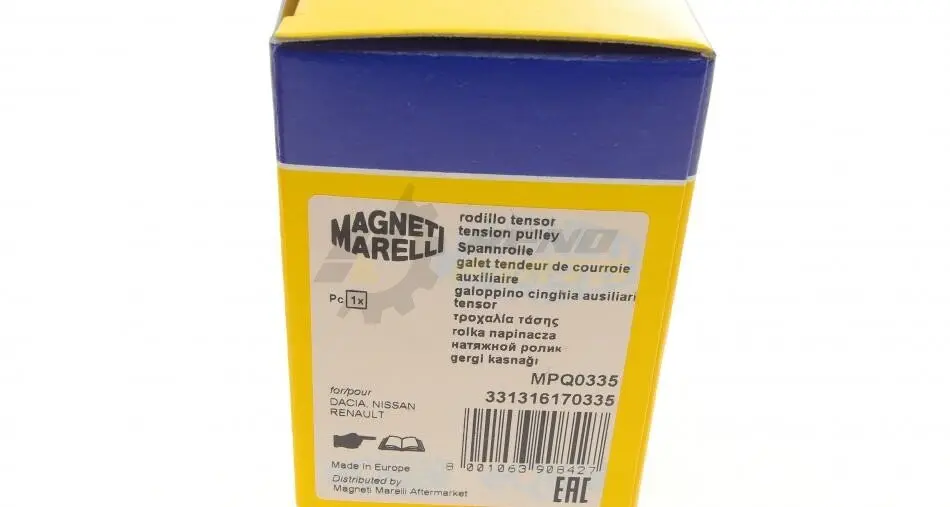 MAGNETI
MARELLI
Pc 1x
rodillo tensor
tension pulley
Spannrolle
galet tendeur de courroie
auxiliaire
galoppino cinghia ausiliari
tensor
τροχαλία τάσης
rolka napinacza
натяжной ролик
gergi kasnağı
MPQ0335
331316170335
for/pour
DACIA, NISSAN
RENAULT
8 001063 908427
Made in Europe
Distributed by
Magneti Marelli Aftermarket
EAC